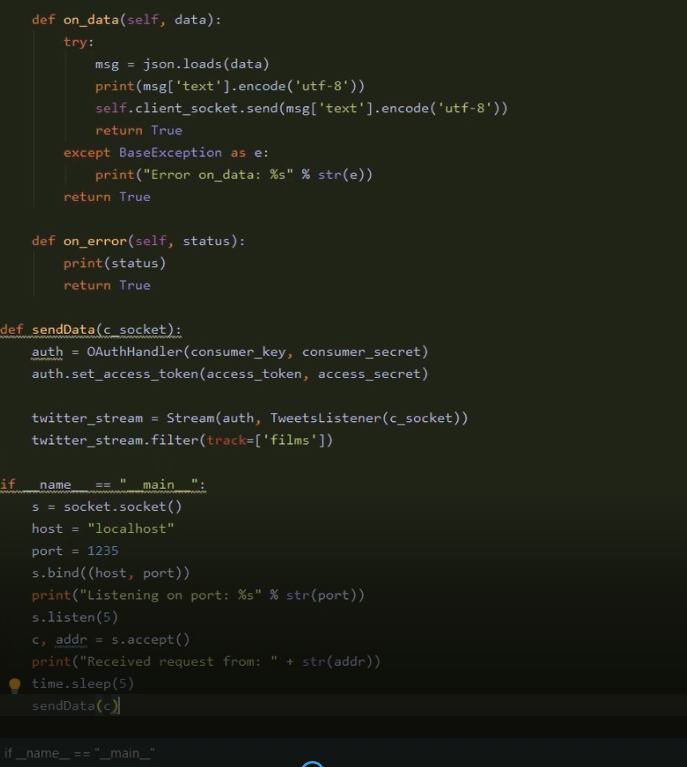 def on_data(self, data):
try:
msg = json.loads(data)
print(msg['text'].encode('utf-8'))
self.client_socket.send(msg['text'].encode('utf-8'))
return True
except BaseException as e:
print("Error on_data: %s" % str(e))
return True
def on_error(self, status):
print(status)
return True
def sendData(c_socket):
auth = OAuthHandler(consumer_key, consumer_secret)
auth.set_access_token(access_token, access_secret)
twitter_stream = Stream(auth, TweetsListener(c_socket))
twitter_stream.filter(track=['films'])
if __name__ == "__main__":
s = socket.socket()
host = "localhost"
port = 1235
s.bind((host, port))
print("Listening on port: %s" % str(port))
s.listen(5)
c, addr = s.accept()
print("Received request from: " + str(addr))
time.sleep(5)
sendData(c)
if __name__ == "__main__"